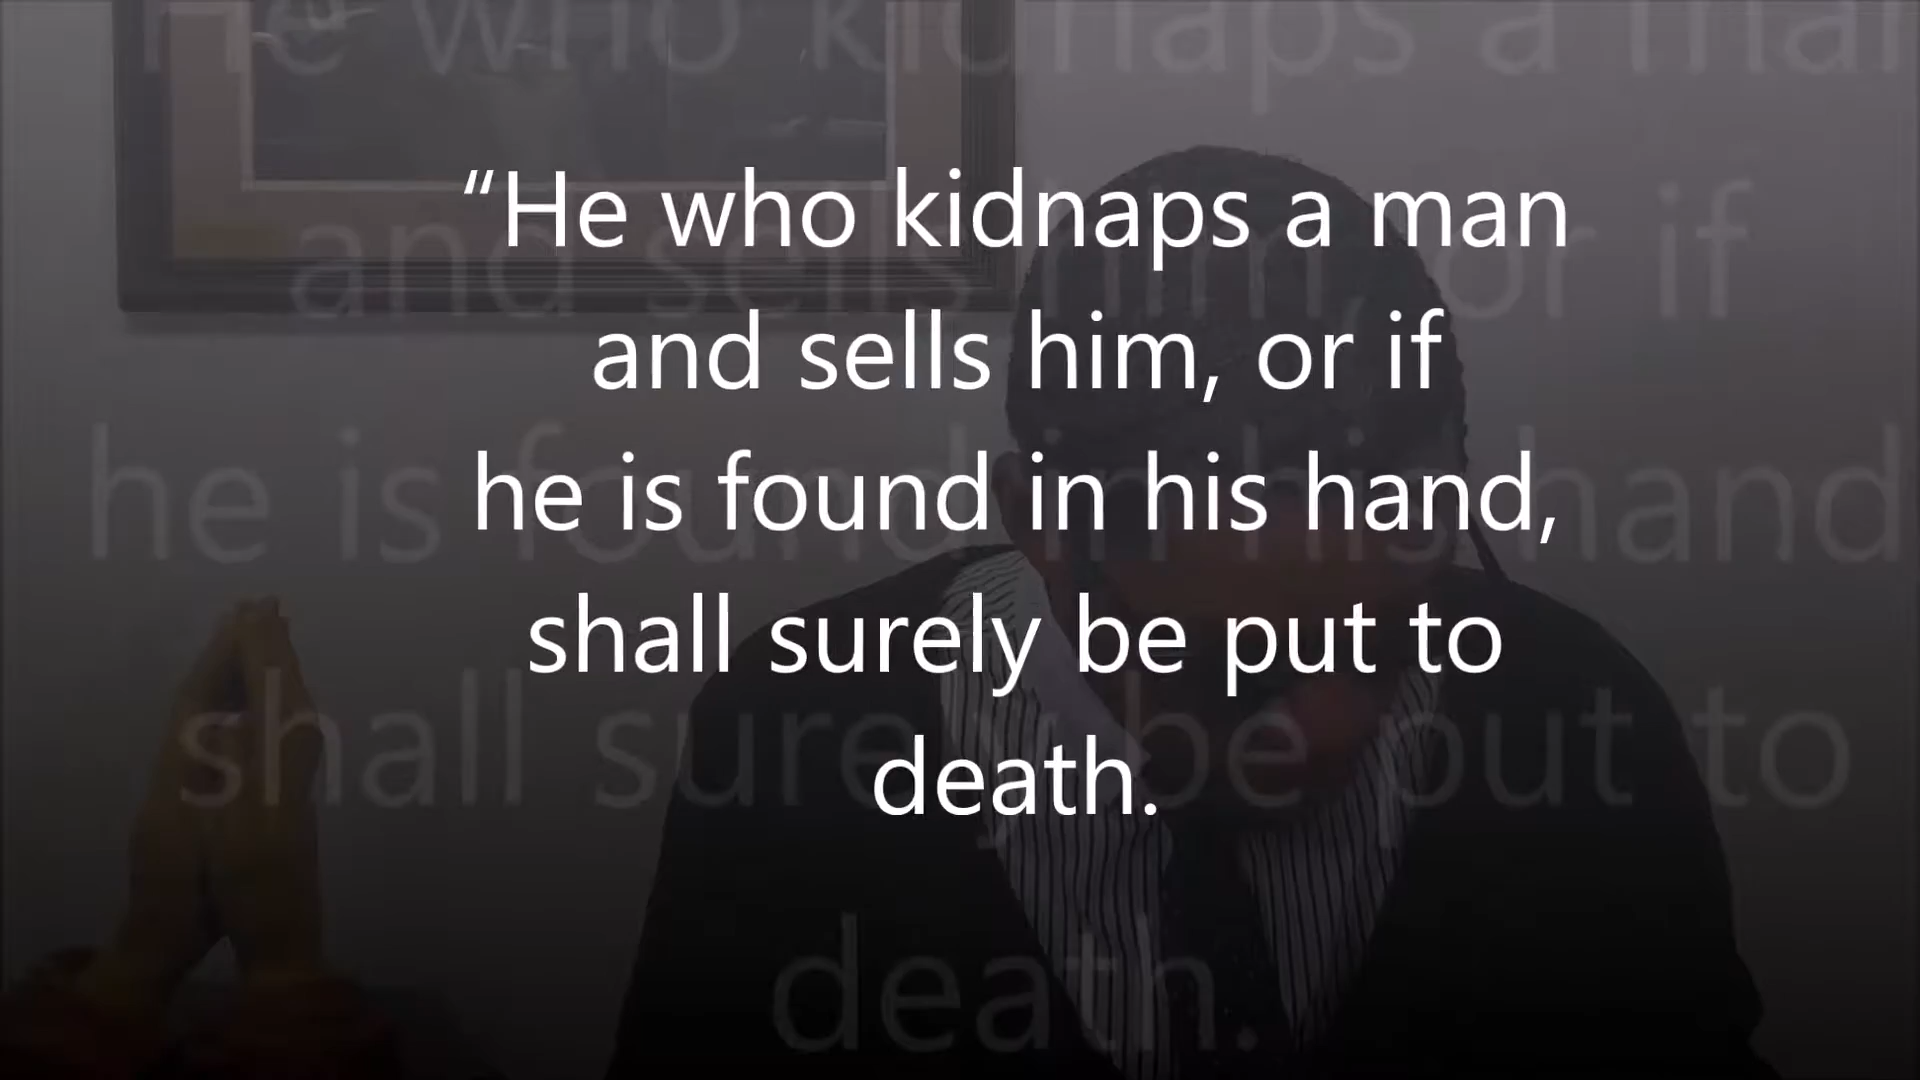 “He who kidnaps a man
and sells him, or if
he is found in his hand,
shall surely be put to
death.